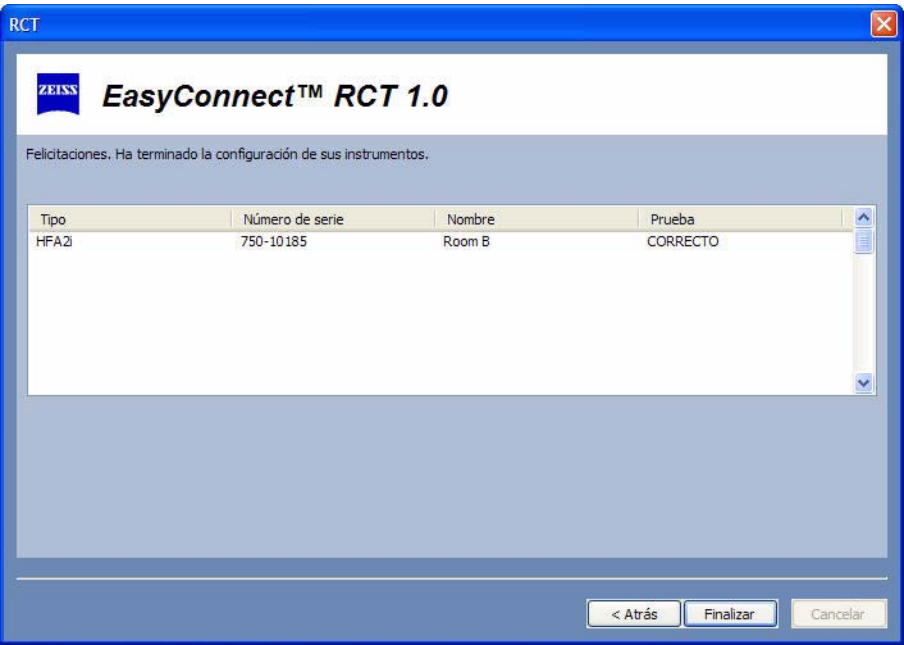 RCT
ZEISS
EasyConnect™ RCT 1.0
Felicitaciones. Ha terminado la configuración de sus instrumentos.
Tipo Número de serie Nombre Prueba
HFA2i 750-10185 Room B CORRECTO
< Atrás Finalizar Cancelar